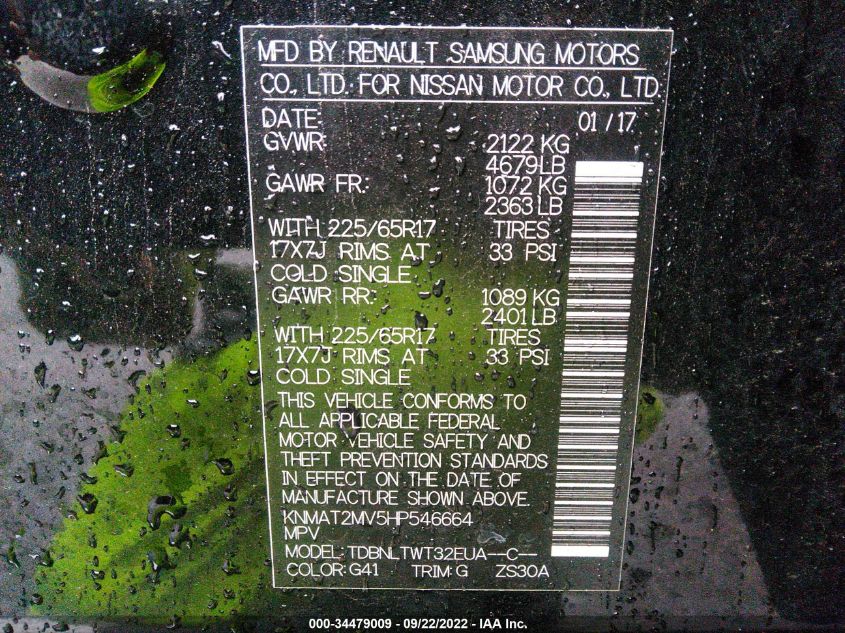 MFD BY RENAULT SAMSUNG MOTORS
CO., LTD. FOR NISSAN MOTOR CO., LTD.
DATE: 01/17
GVWR: 2122 KG
4679LB
GAWR FR: 1072 KG
2363LB
WITH 225/65R17 TIRES
17X7J RIMS AT 33 PSI
COLD SINGLE
GAWR RR: 1089 KG
2401LB
WITH 225/65R17 TIRES
17X7J RIMS AT 33 PSI
COLD SINGLE
THIS VEHICLE CONFORMS TO
ALL APPLICABLE FEDERAL
MOTOR VEHICLE SAFETY AND
THEFT PREVENTION STANDARDS
IN EFFECT ON THE DATE OF
MANUFACTURE SHOWN ABOVE.
KNMAT2MV5HP546664
MPV
MODEL: TDBNLTWT32EUA--C--
COLOR: G41 TRIM: G ZS30A
000-34479009 - 09/22/2022 - IAA Inc.